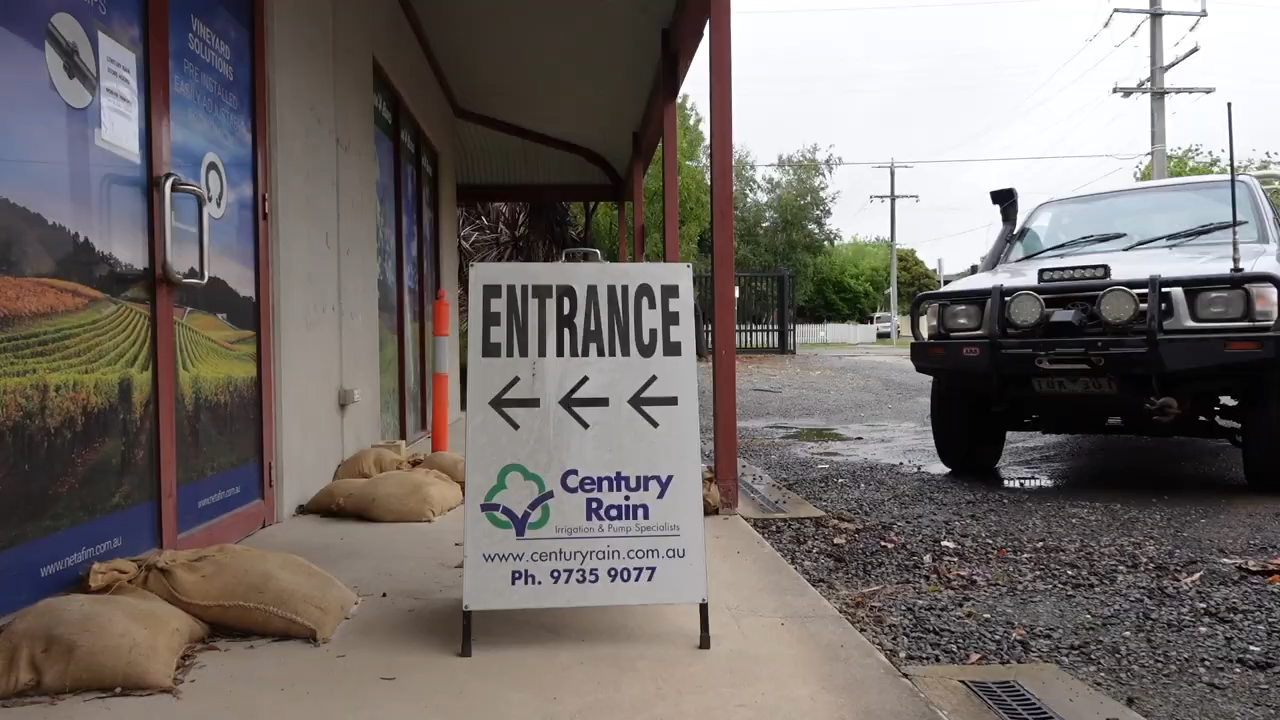 VINEYARD
SOLUTIONS
PRE INSTALLED
www.netafim.com.au
www.netafim.com.au
ENTRANCE
Century
Rain
Irrigation & Pump Specialists
www.centuryrain.com.au
Ph. 9735 9077
ARB